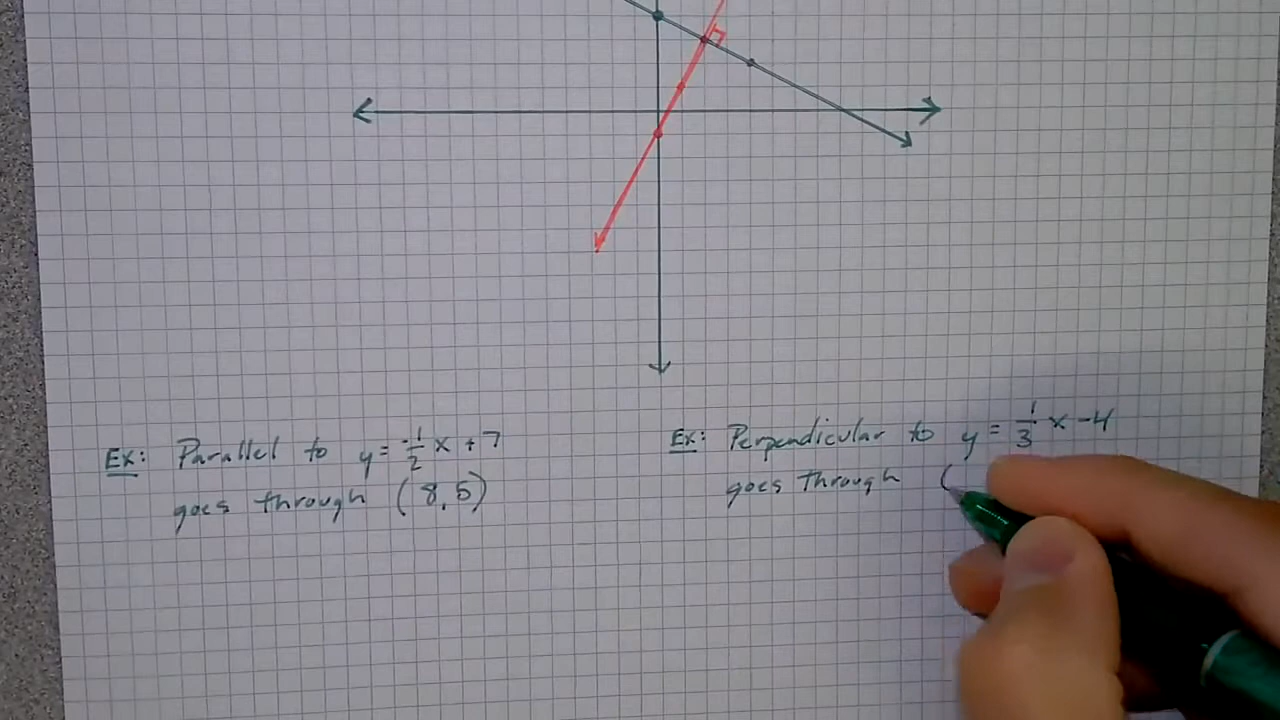 Ex: Parallel to y = -1/2 x + 7
goes through (8, 5)
Ex: Perpendicular to y = 1/3 x - 4
goes through (